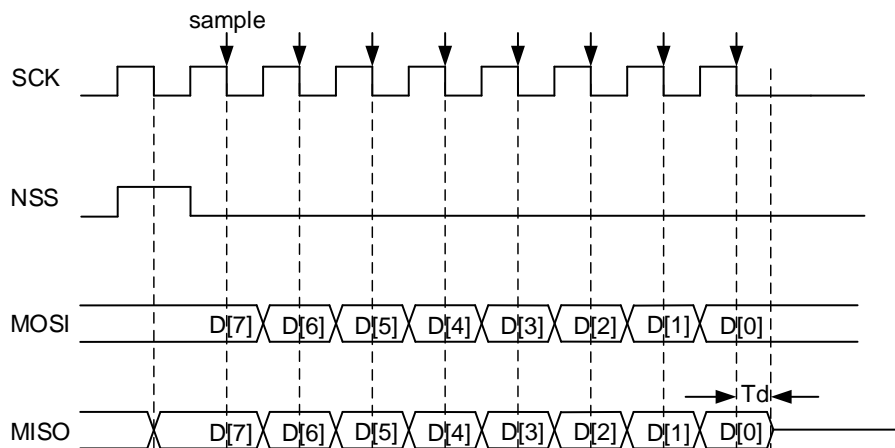 sample
SCK
NSS
MOSI D[7] D[6] D[5] D[4] D[3] D[2] D[1] D[0]
Td
MISO D[7] D[6] D[5] D[4] D[3] D[2] D[1] D[0]